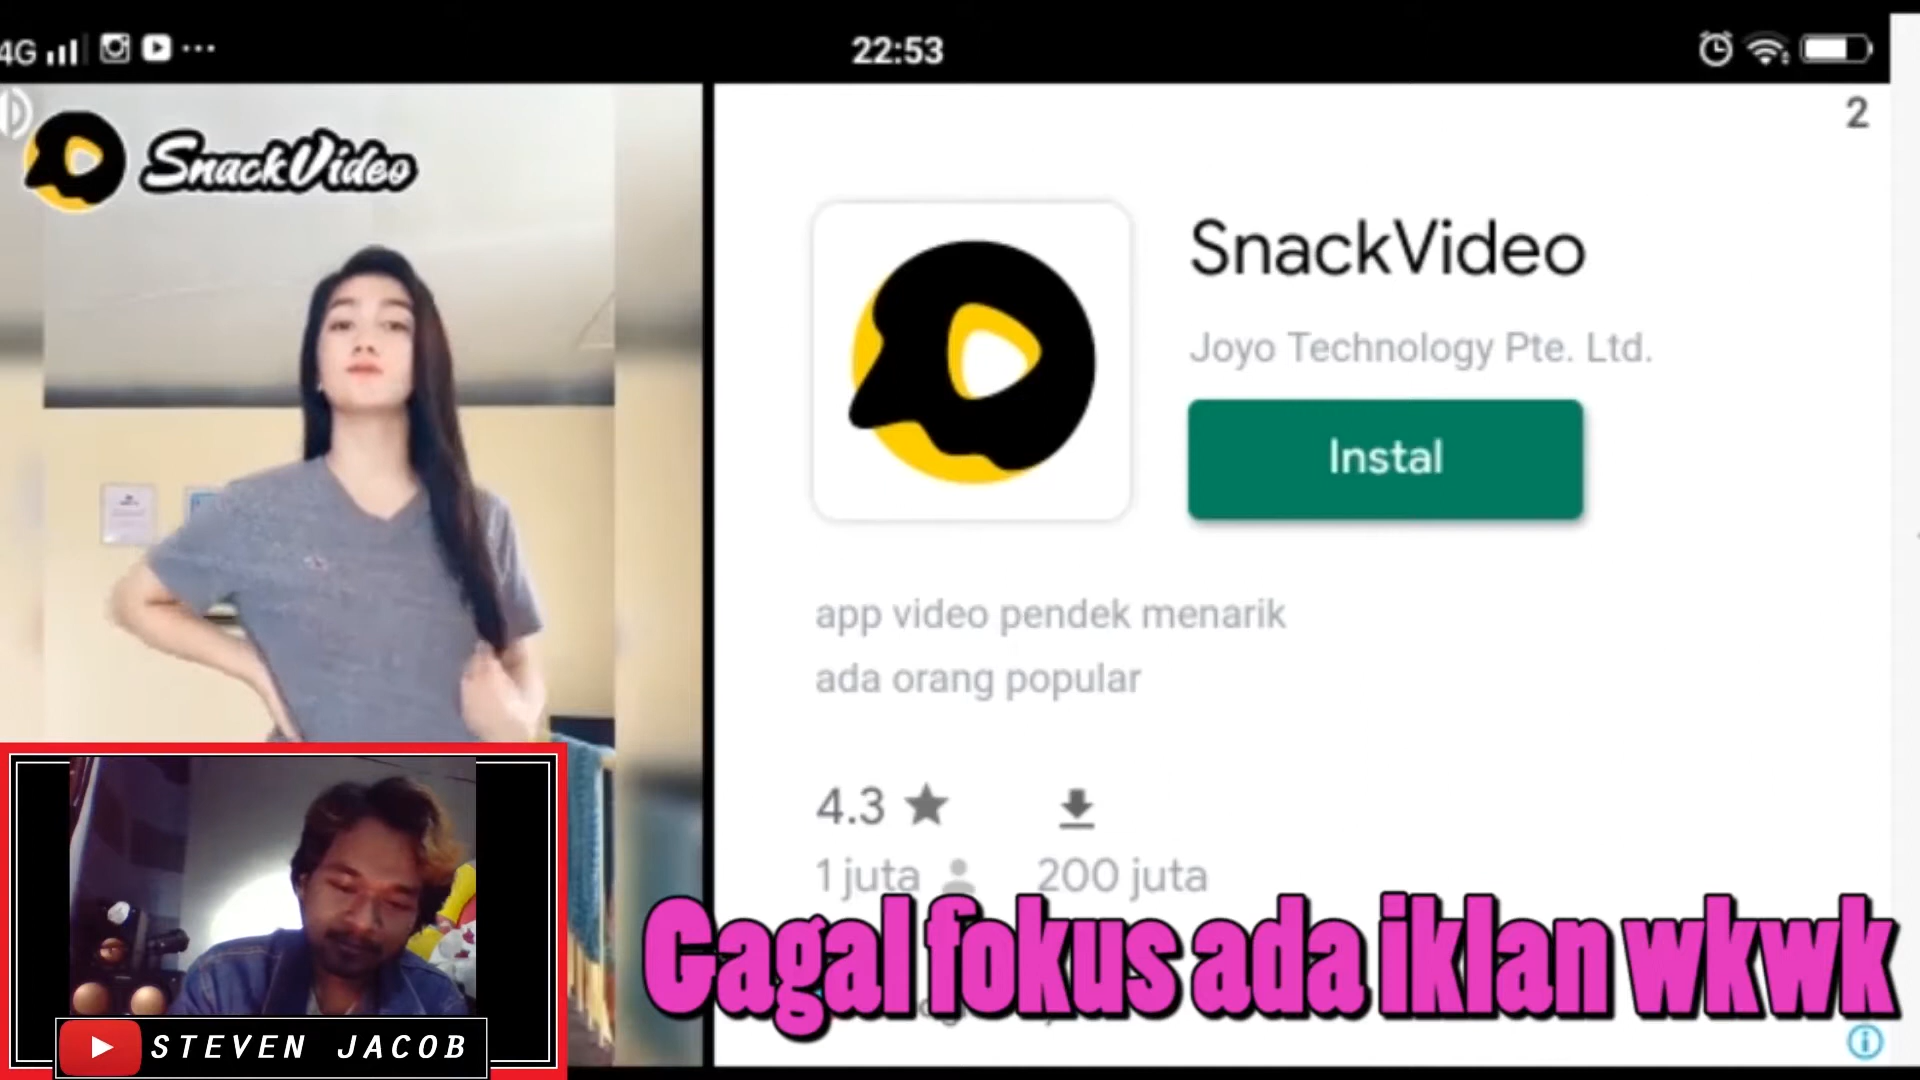 4G
22:53
2
SnackVideo
SnackVideo
Joyo Technology Pte. Ltd.
Instal
app video pendek menarik
ada orang popular
4.3
1 juta
200 juta
Gagal fokus ada iklan wkwk
STEVEN JACOB